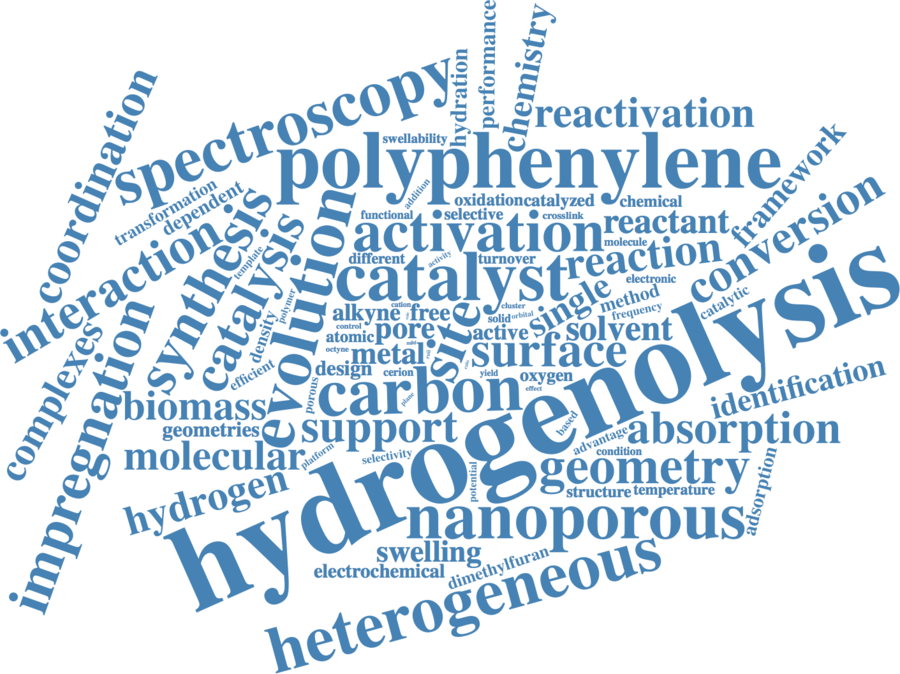 performance
hydration
chemistry
spectroscopy
coordination
reactivation
swellability
polyphenylene
framework
transformation
dependent
addition
oxidation
catalyzed
chemical
functional
selective
crosslink
interaction
synthesis
template
catalysis
evolution
activation
reactant
molecule
conversion
different
activity
turnover
reaction
catalyst
electronic
polymer
density
efficient
alkyne
cation
free
cluster
solid
orbital
single
method
frequency
catalytic
control
atomic
pore
site
active
solvent
hydrogenolysis
complexes
impregnation
octyne
metal
surface
design
cerion
yield
oxygen
effect
porous
carbon
phase
identification
biomass
geometries
support
based
advantage
absorption
condition
molecular
platform
selectivity
potential
geometry
structure
temperature
adsorption
hydrogen
nanoporous
swelling
electrochemical
dimethylfuran
heterogeneous